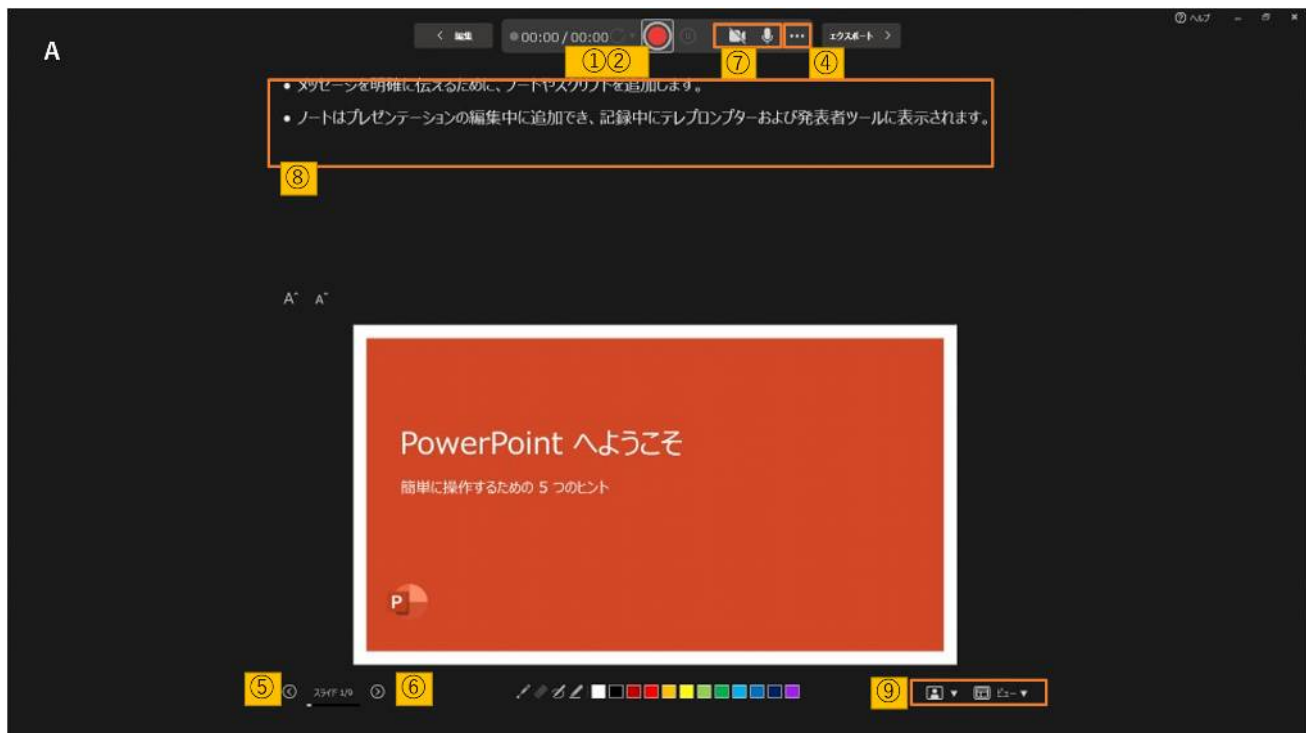 ヘルプ
編集
00:00 / 00:00
エクスポート
A
①②
⑦
④
• メッセージを明確に伝えるために、ノートやスクリプトを追加します。
• ノートはプレゼンテーションの編集中に追加でき、記録中にテレプロンプターおよび発表者ツールに表示されます。
⑧
A^ Aˇ
PowerPoint へようこそ
簡単に操作するための 5 つのヒント
P
⑤
スライド 1/9
⑥
⑨
ビュー